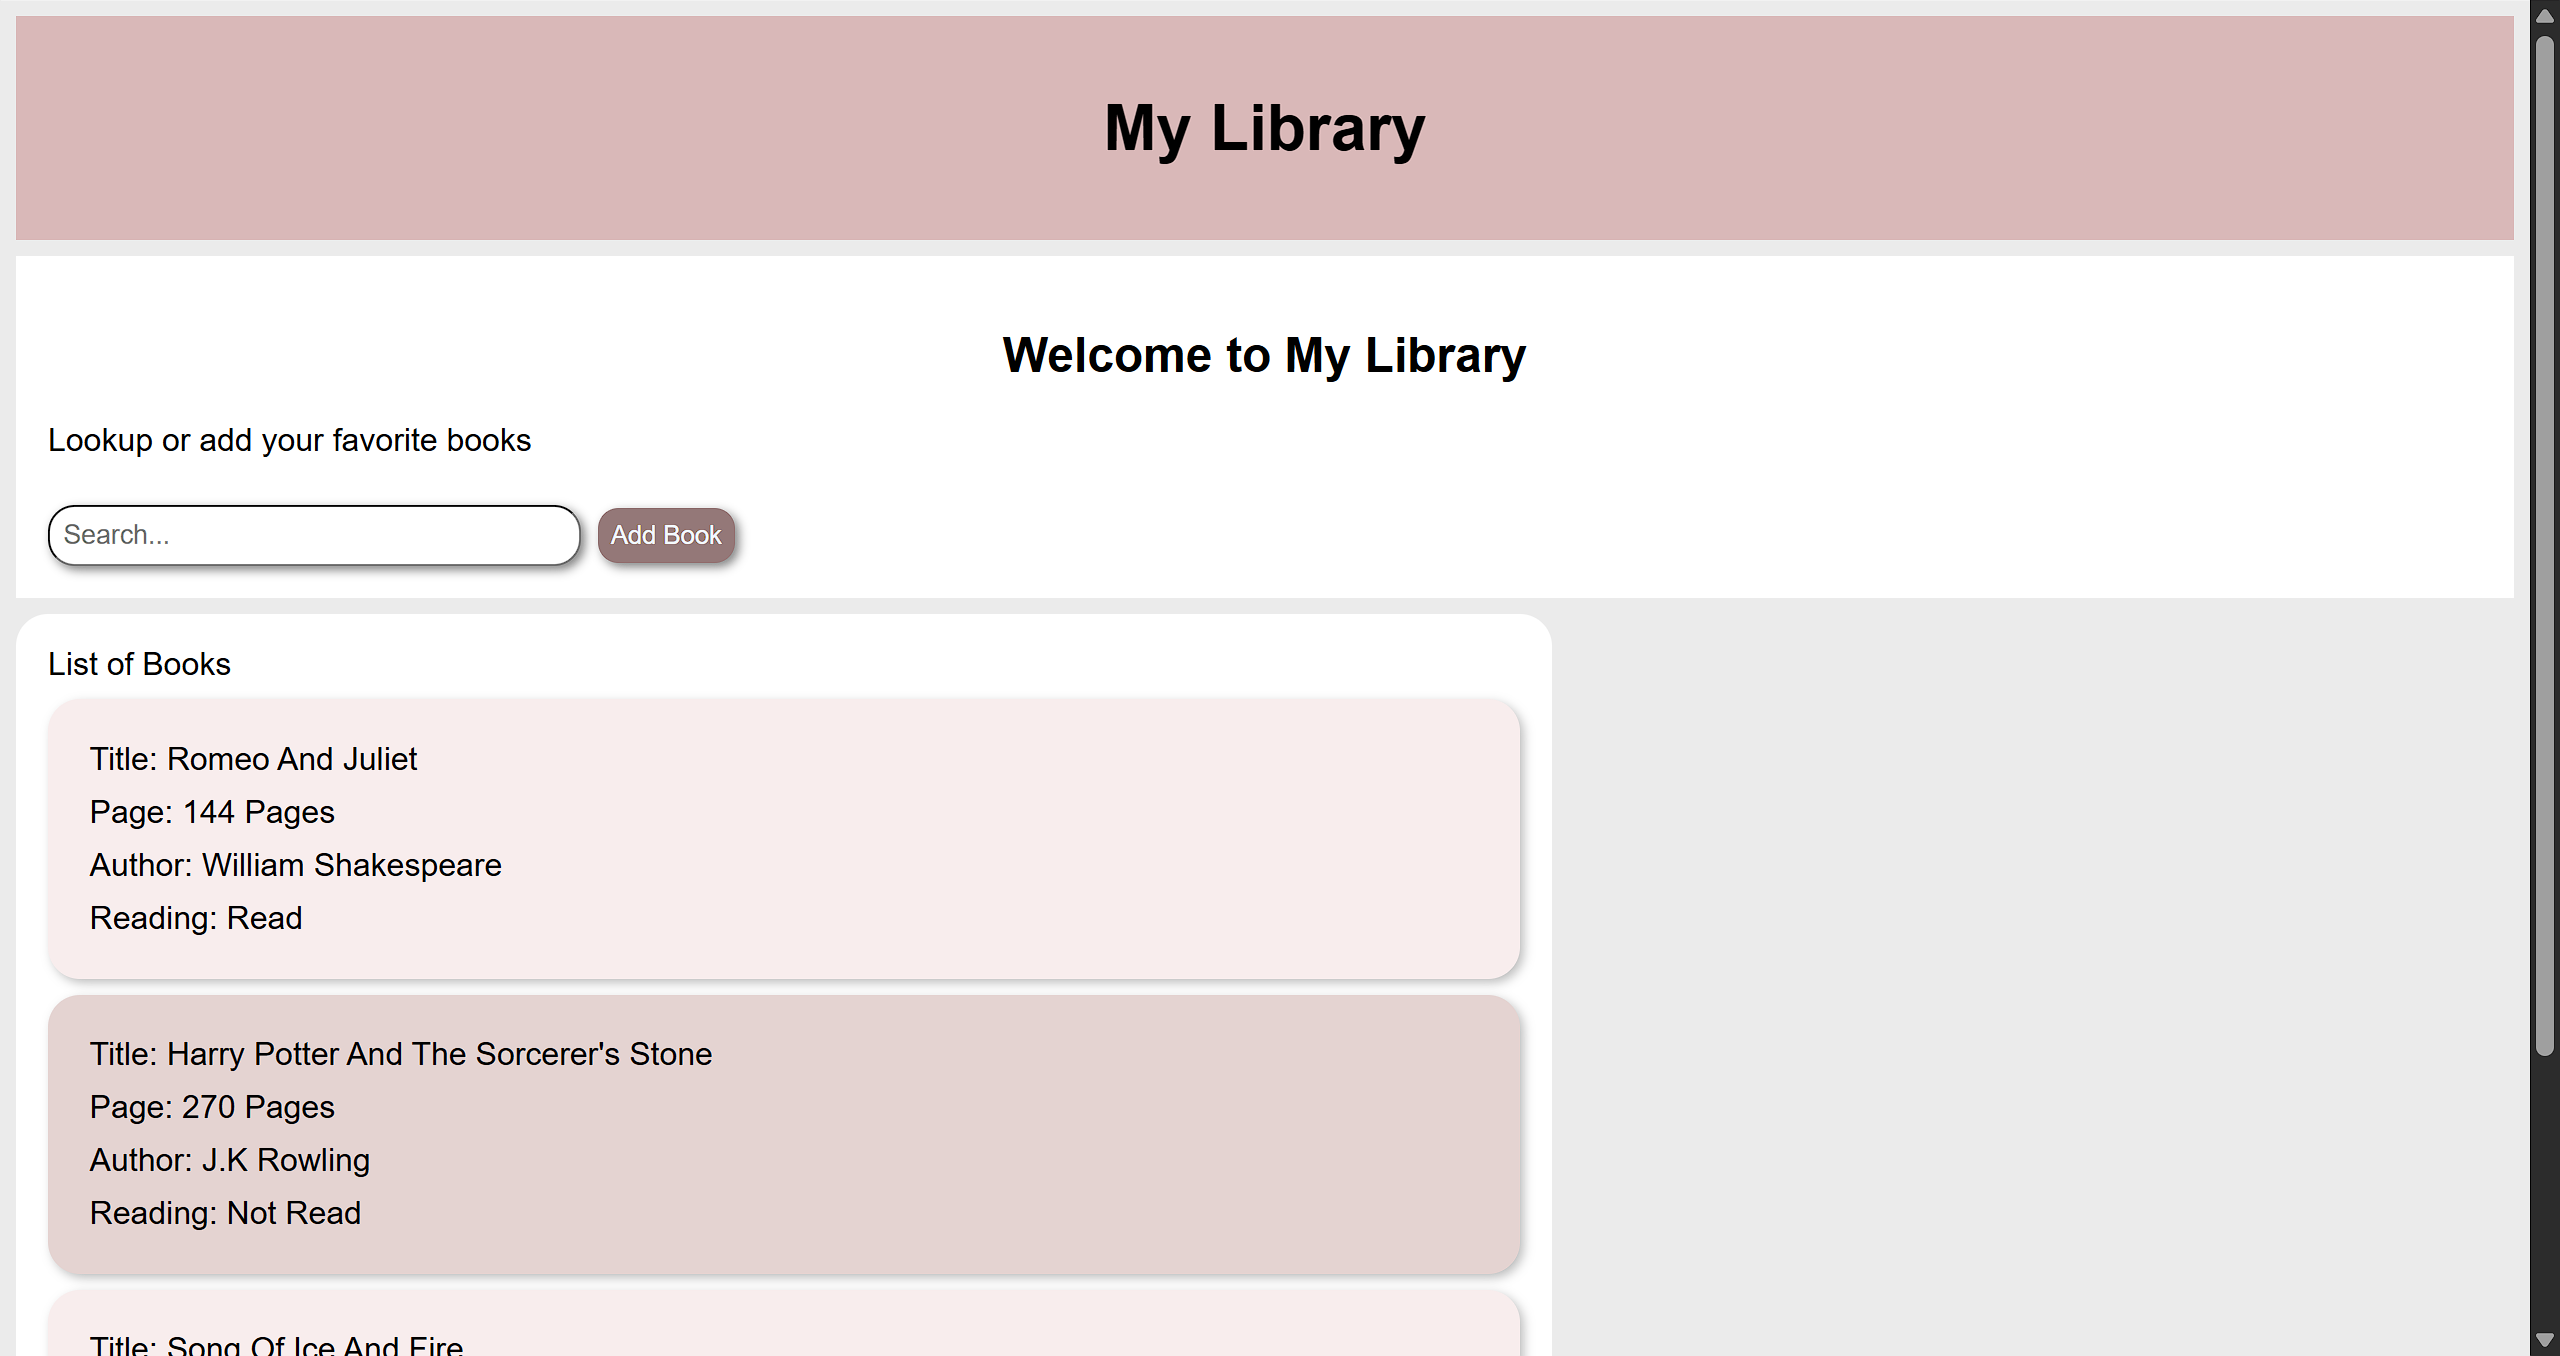 My Library
Welcome to My Library
Lookup or add your favorite books
Search...
Add Book
List of Books
Title: Romeo And Juliet
Page: 144 Pages
Author: William Shakespeare
Reading: Read
Title: Harry Potter And The Sorcerer's Stone
Page: 270 Pages
Author: J.K Rowling
Reading: Not Read
Title: Song Of Ice And Fire